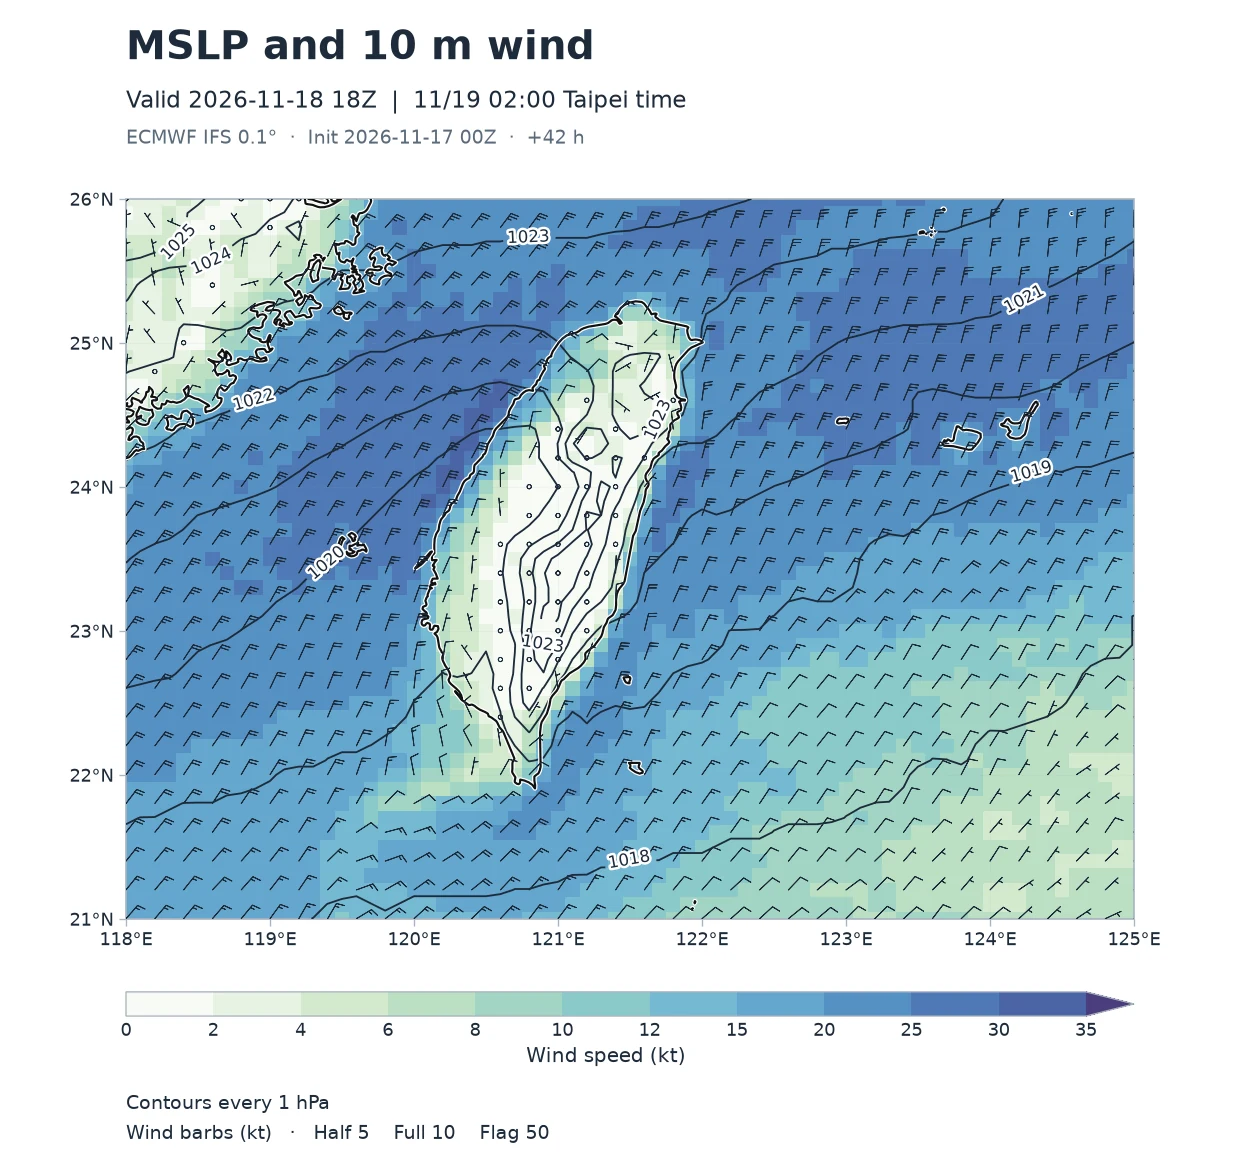 MSLP and 10 m wind
Valid 2026-11-18 18Z | 11/19 02:00 Taipei time
ECMWF IFS 0.1° · Init 2026-11-17 00Z · +42 h
26°N
25°N
24°N
23°N
22°N
21°N
1025
1024
1023
1021
1022
1023
1019
1020
1023
1018
118°E 119°E 120°E 121°E 122°E 123°E 124°E 125°E
0 2 4 6 8 10 12 15 20 25 30 35
Wind speed (kt)
Contours every 1 hPa
Wind barbs (kt) · Half 5 Full 10 Flag 50